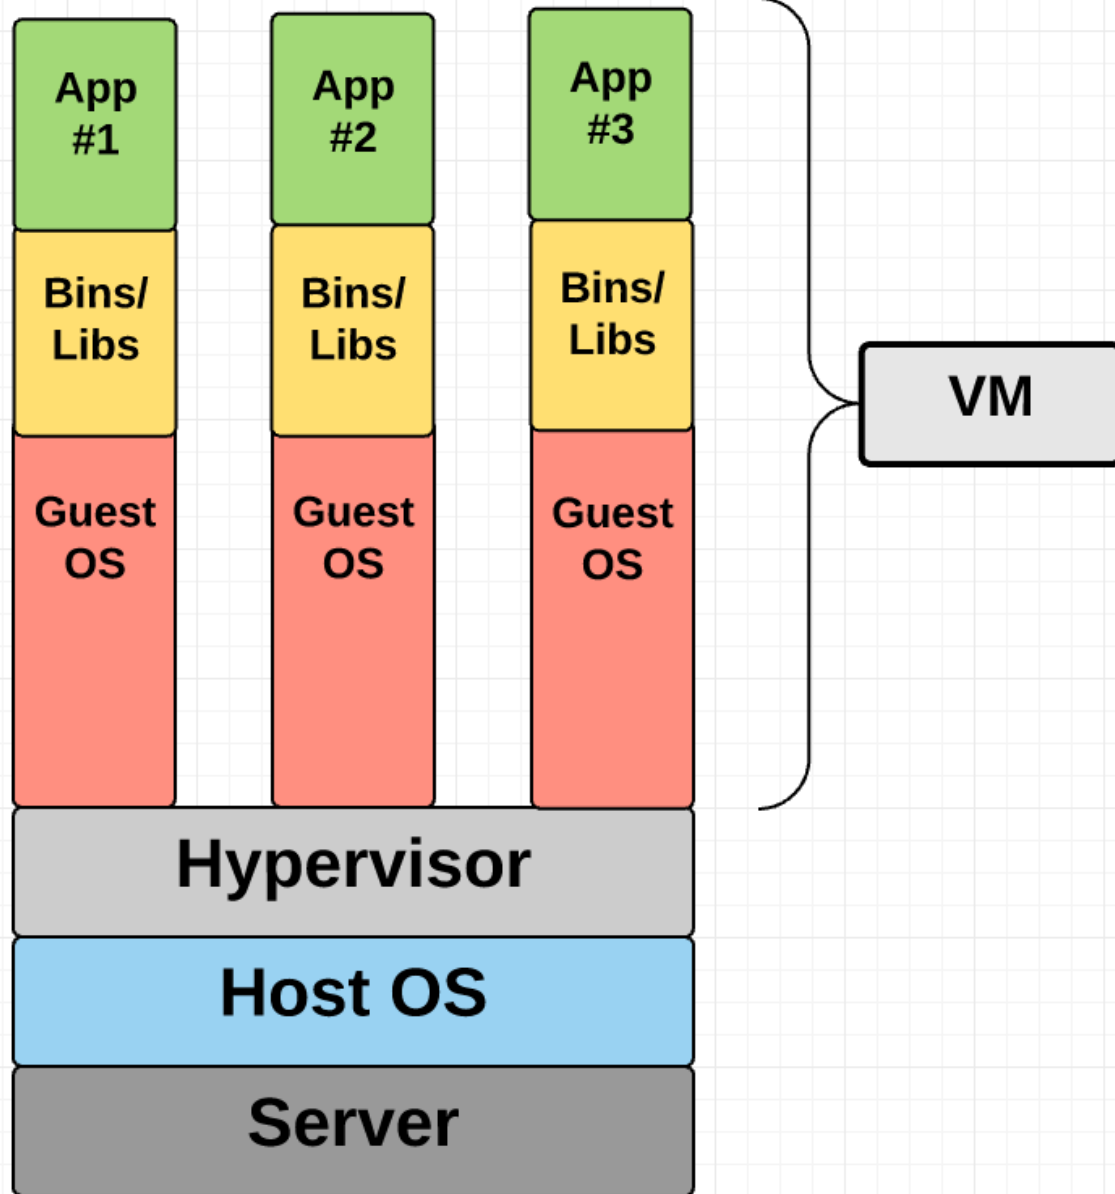 App
#1
App
#2
App
#3
Bins/
Libs
Bins/
Libs
Bins/
Libs
Guest
OS
Guest
OS
Guest
OS
VM
Hypervisor
Host OS
Server